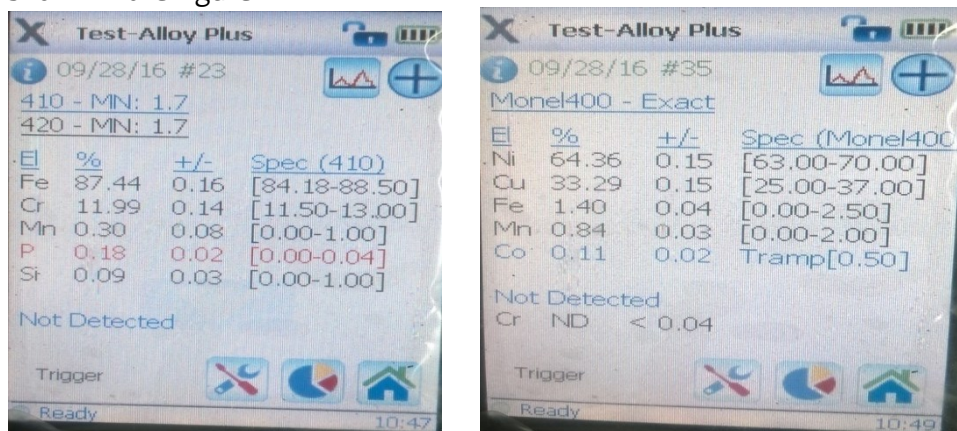 Test-Alloy Plus
09/28/16 #23
410 - MN: 1.7
420 - MN: 1.7
El % +/- Spec (410)
Fe 87.44 0.16 [84.18-88.50]
Cr 11.99 0.14 [11.50-13.00]
Mn 0.30 0.08 [0.00-1.00]
P 0.18 0.02 [0.00-0.04]
Si 0.09 0.03 [0.00-1.00]
Not Detected
Trigger
Ready
10:47
Test-Alloy Plus
09/28/16 #35
Monel400 - Exact
El % +/- Spec (Monel400
Ni 64.36 0.15 [63.00-70.00]
Cu 33.29 0.15 [25.00-37.00]
Fe 1.40 0.04 [0.00-2.50]
Mn 0.84 0.03 [0.00-2.00]
Co 0.11 0.02 Tramp[0.50]
Not Detected
Cr ND < 0.04
Trigger
Ready
10:49